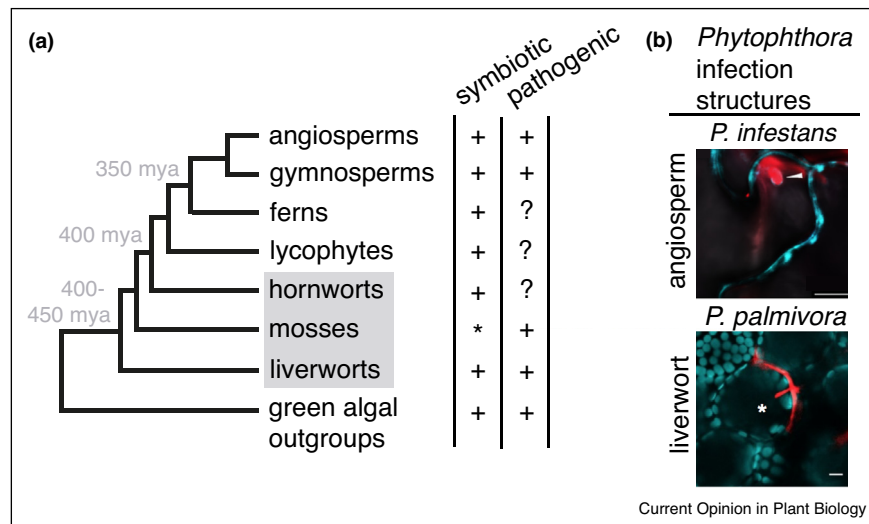 (a)
symbiotic
pathogenic
angiosperms + +
gymnosperms + +
350 mya
ferns + ?
400 mya
lycophytes + ?
400-
450 mya
hornworts + ?
mosses * +
liverworts + +
green algal + +
outgroups
(b)
Phytophthora
infection
structures
P. infestans
angiosperm
P. palmivora
liverwort
*
Current Opinion in Plant Biology